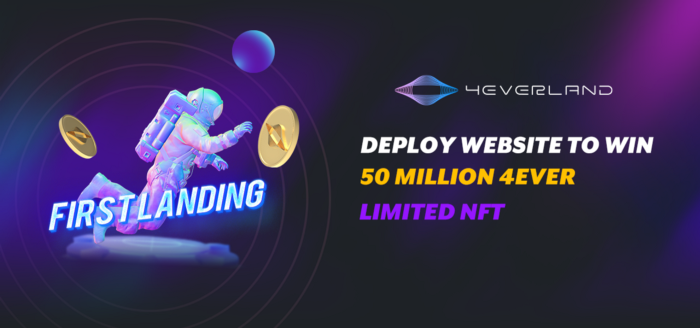 FIRST LANDING
4EVERLAND
DEPLOY WEBSITE TO WIN
50 MILLION 4EVER
LIMITED NFT